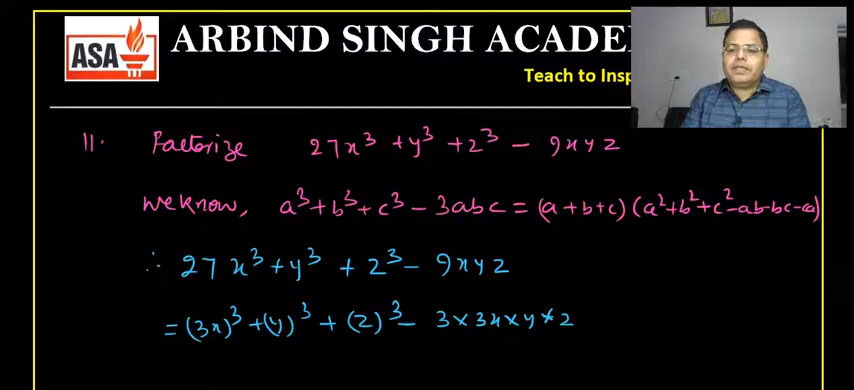 ASA
ARBIND SINGH ACADE
Teach to Insp
11. Factorize 27x³ + y³ + z³ - 9xyz
We know, a³ + b³ + c³ - 3abc = (a+b+c) (a²+b²+c²-ab-bc-ca)
∴ 27x³ + y³ + z³ - 9xyz
= (3x)³ + (y)³ + (z)³ - 3×3x×y×z